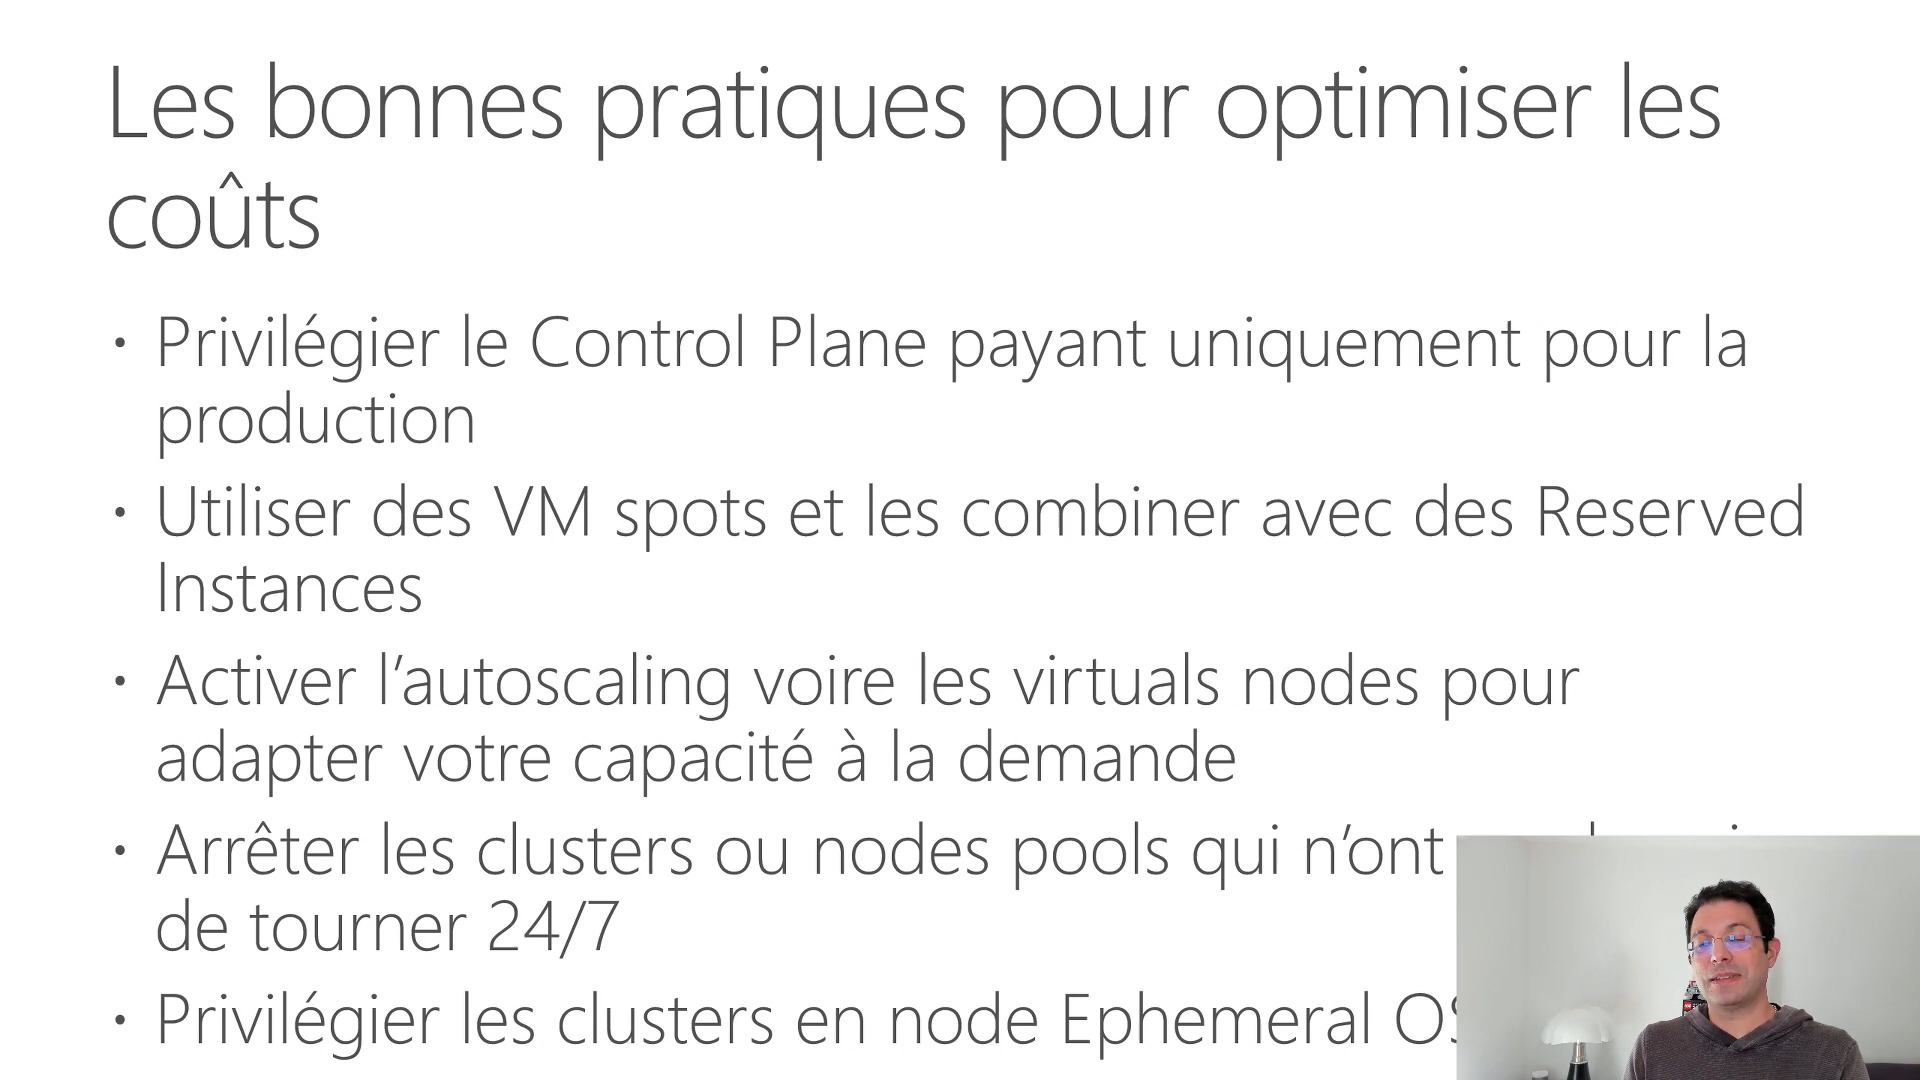 Les bonnes pratiques pour optimiser les
coûts
• Privilégier le Control Plane payant uniquement pour la
production
• Utiliser des VM spots et les combiner avec des Reserved
Instances
• Activer l’autoscaling voire les virtuals nodes pour
adapter votre capacité à la demande
• Arrêter les clusters ou nodes pools qui n’ont
de tourner 24/7
• Privilégier les clusters en node Ephemeral OS